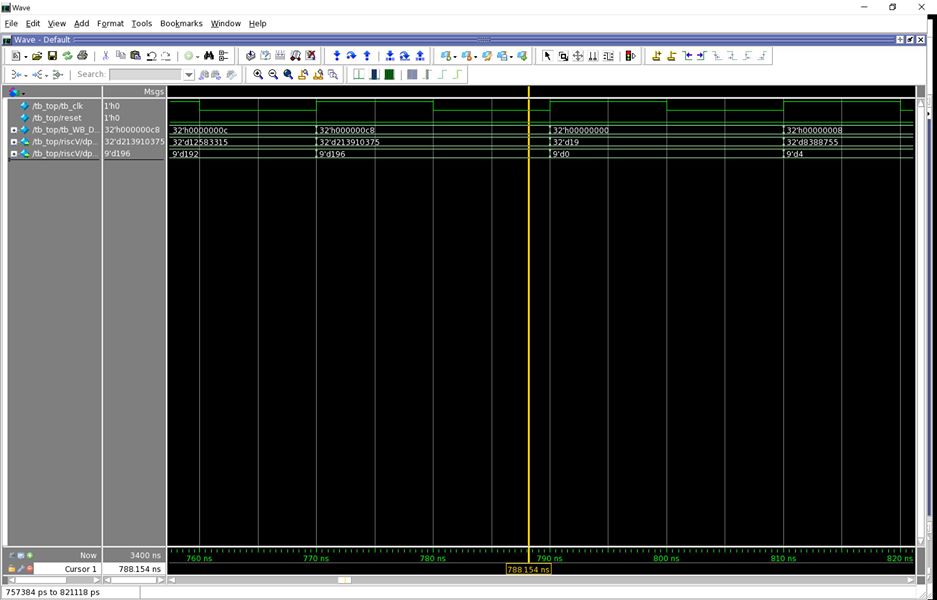 Wave
File Edit View Add Format Tools Bookmarks Window Help
Wave - Default
Search:
Msgs
/tb_top/tb_clk 1'h0
/tb_top/reset 1'h0
/tb_top/tb_WB_D... 32'h000000c8 32'h0000000c 32'h000000c8 32'h00000000 32'h00000008
/tb_top/riscV/dp... 32'd213910375 32'd12583315 32'd213910375 32'd19 32'd8388755
/tb_top/riscV/dp... 9'd196 9'd192 9'd196 9'd0 9'd4
Now 3400 ns 760 ns 770 ns 780 ns 790 ns 800 ns 810 ns 820 ns
Cursor 1 788.154 ns 788.154 ns
757384 ps to 821118 ps